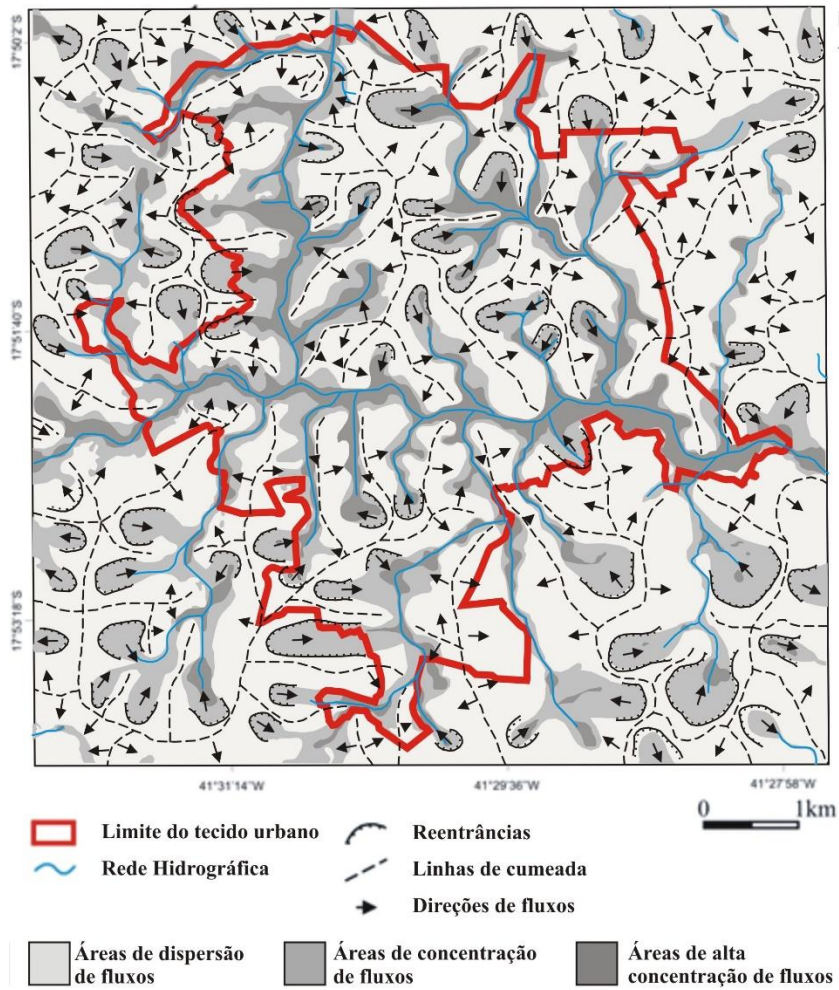 17°50'2"S
17°51'40"S
17°53'18"S
41°31'14"W
41°29'36"W
41°27'58"W
0 1km
Limite do tecido urbano
Rede Hidrográfica
Reentrâncias
Linhas de cumeada
Direções de fluxos
Áreas de dispersão
de fluxos
Áreas de concentração
de fluxos
Áreas de alta
concentração de fluxos